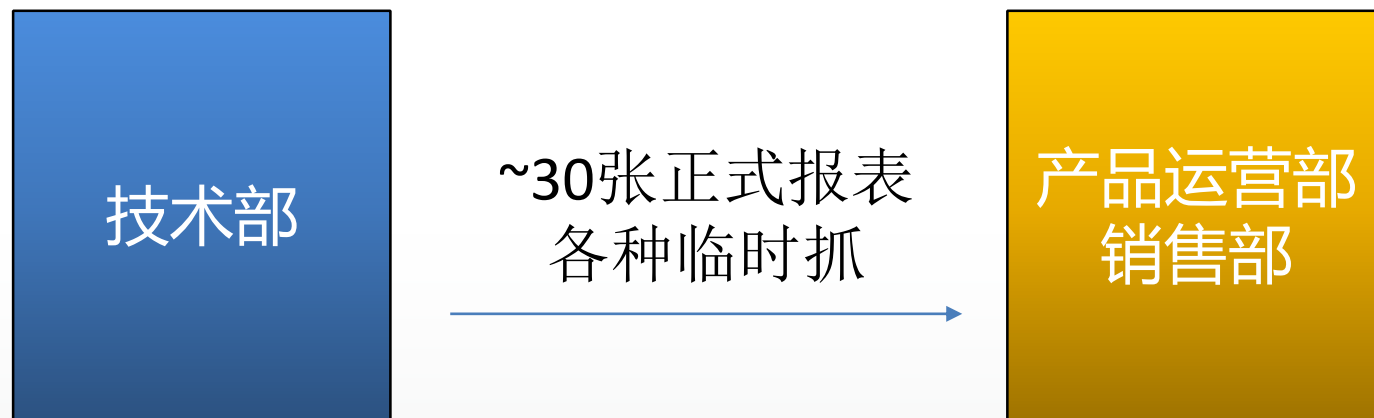 技术部
~30张正式报表
各种临时抓
产品运营部
销售部